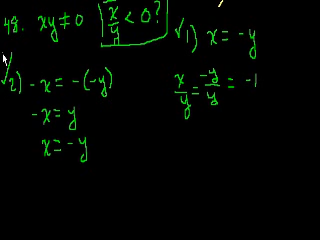 48. xy ≠ 0 x/y < 0?
√ 1) x = -y
x/y = -y/y = -1
√ 2) -x = -(-y)
-x = y
x = -y